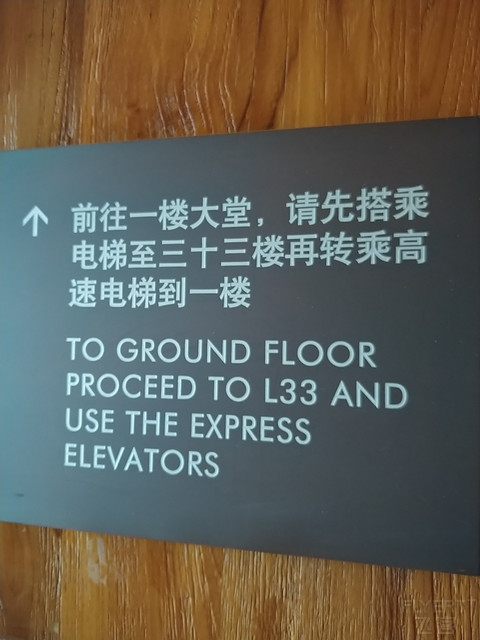 ↑ 前往一楼大堂，请先搭乘
电梯至三十三楼再转乘高
速电梯到一楼
TO GROUND FLOOR
PROCEED TO L33 AND
USE THE EXPRESS
ELEVATORS